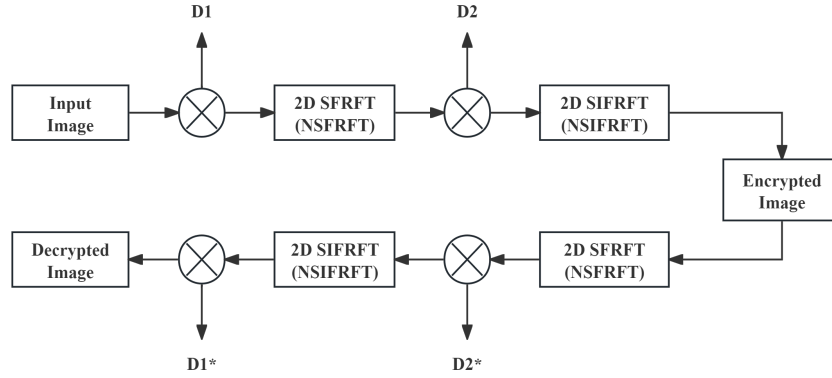 D1
D2
Input
Image
2D SFRFT
(NSFRFT)
2D SIFRFT
(NSIFRFT)
Encrypted
Image
Decrypted
Image
2D SIFRFT
(NSIFRFT)
2D SFRFT
(NSFRFT)
D1*
D2*